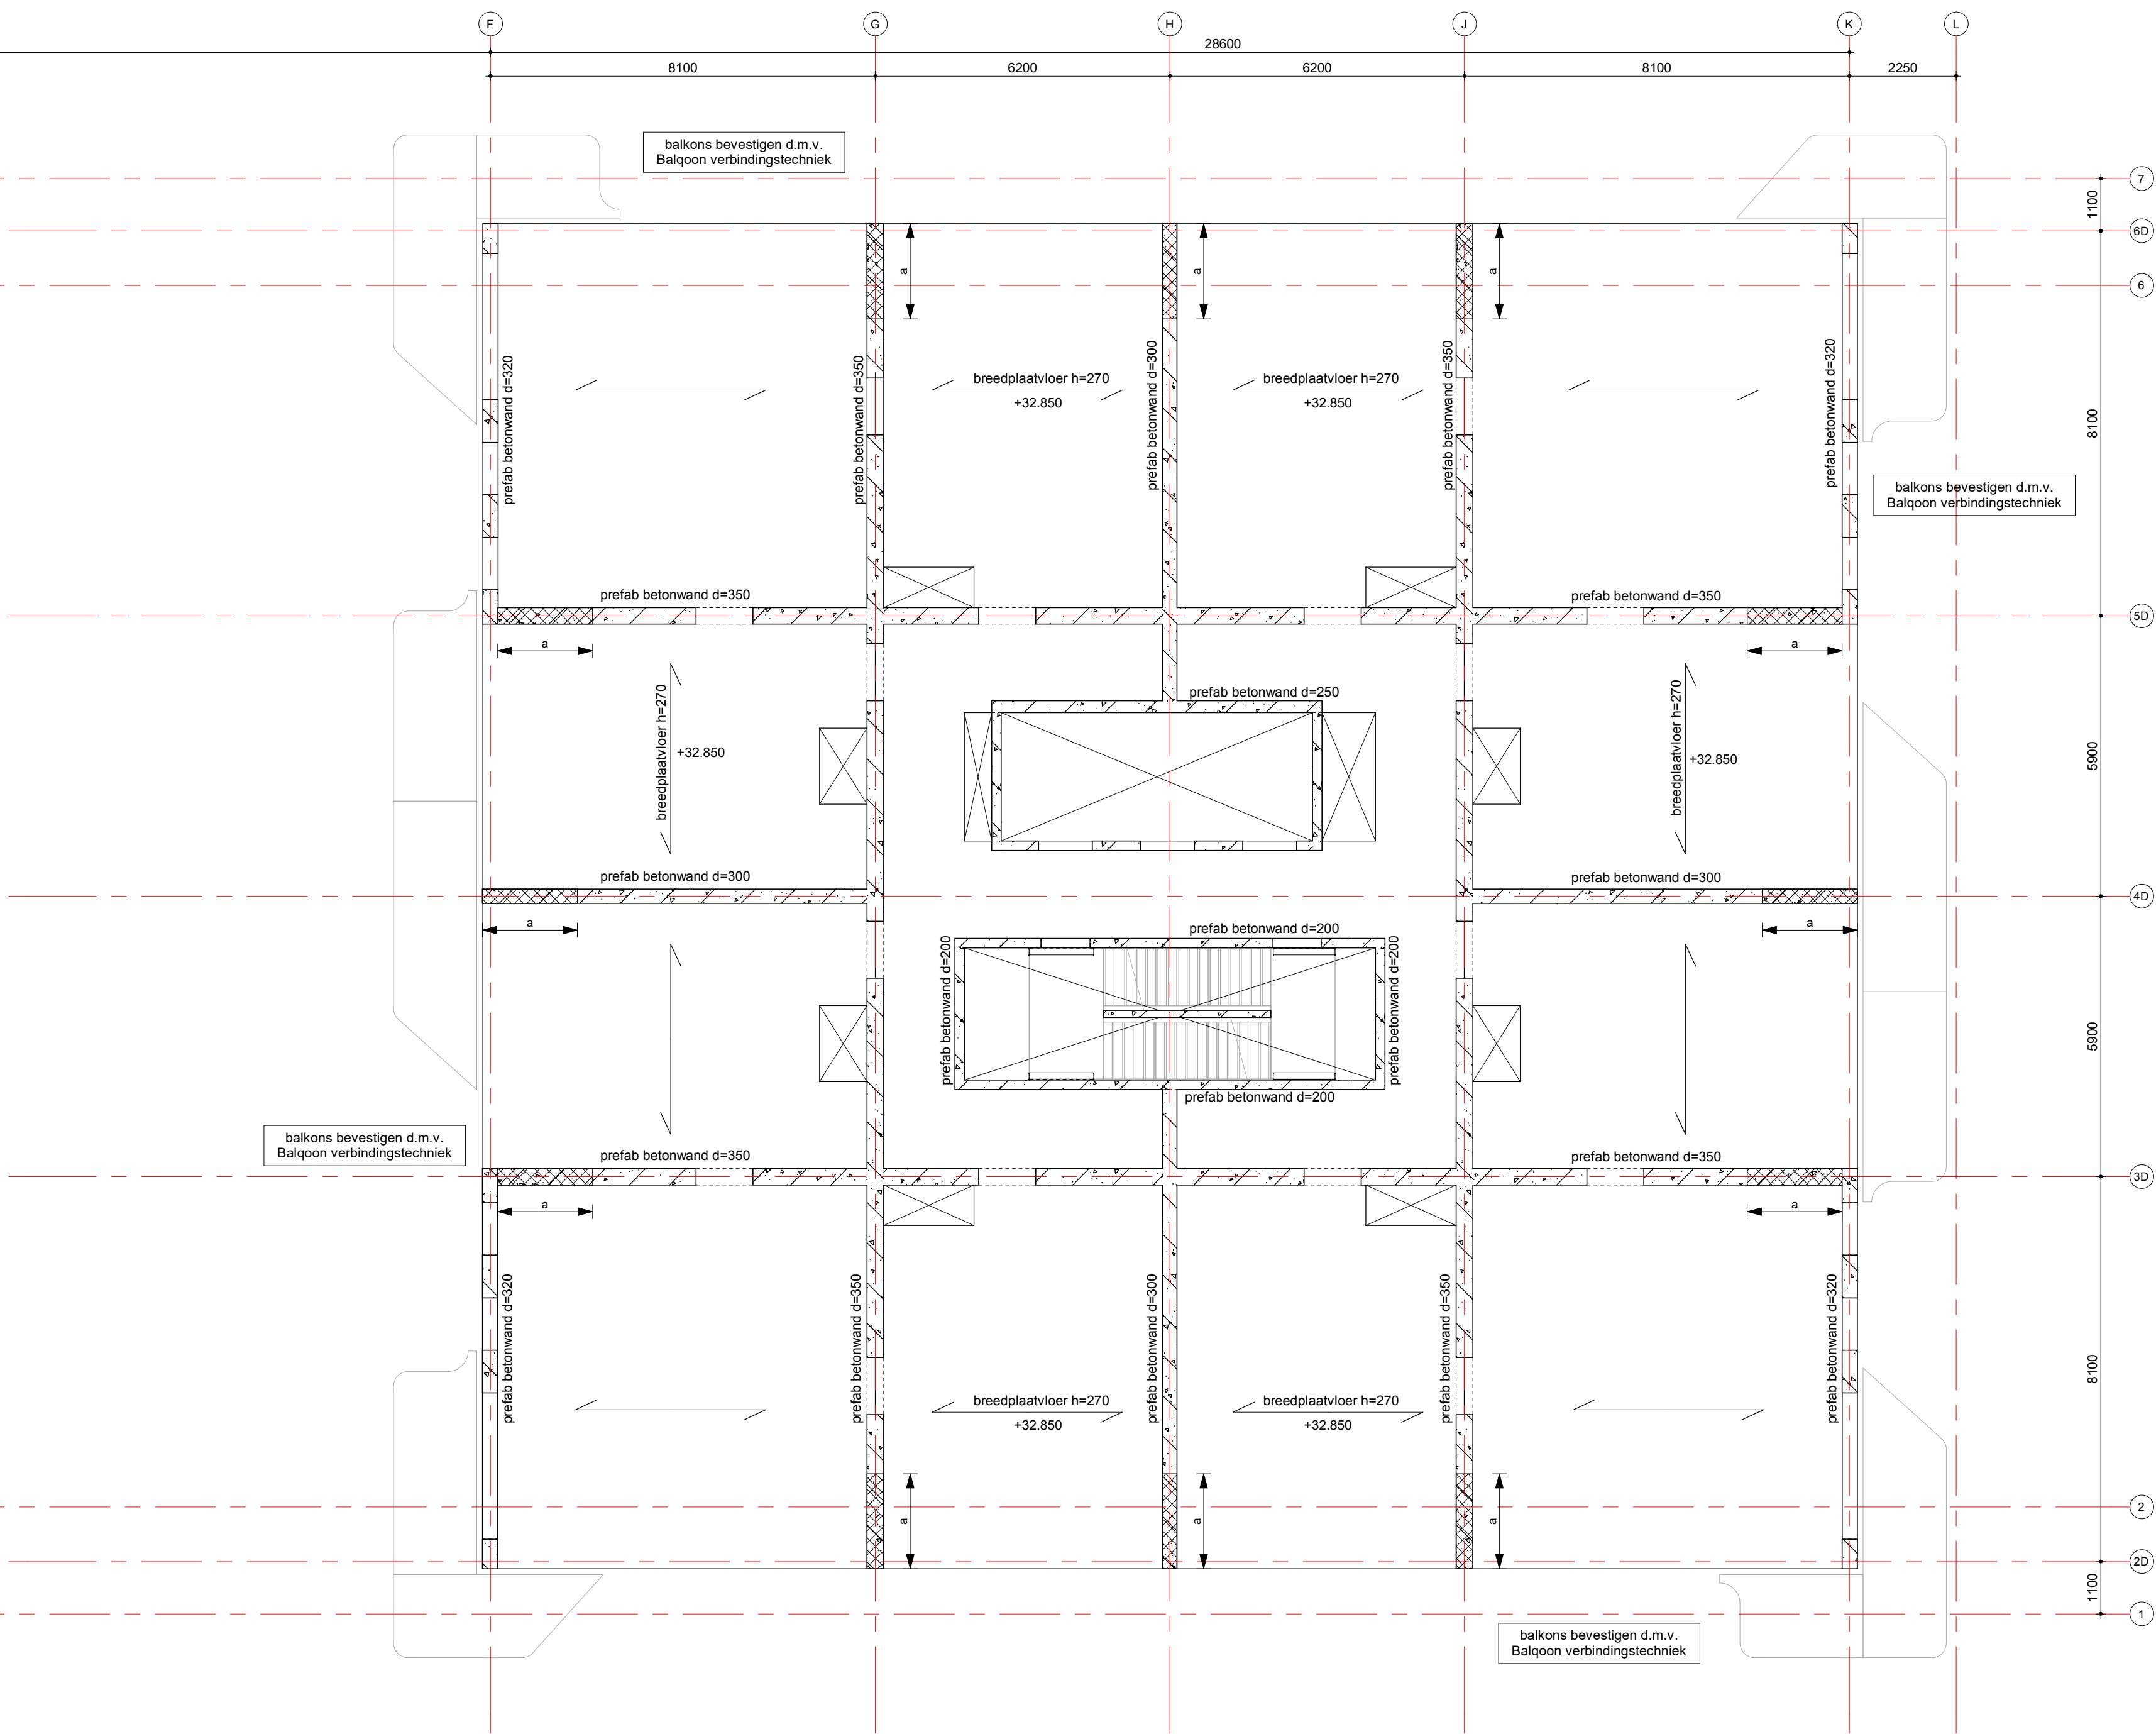 F
G
H
J
K
L
28600
8100
6200
6200
8100
2250
balkons bevestigen d.m.v.
Balqoon verbindingstechniek
7
1100
6D
a
a
a
6
prefab betonwand d=320
prefab betonwand d=350
breedplaatvloer h=270
+32.850
prefab betonwand d=300
breedplaatvloer h=270
+32.850
prefab betonwand d=350
prefab betonwand d=320
8100
balkons bevestigen d.m.v.
Balqoon verbindingstechniek
prefab betonwand d=350
prefab betonwand d=350
5D
a
a
breedplaatvloer h=270
+32.850
prefab betonwand d=250
breedplaatvloer h=270
+32.850
5900
prefab betonwand d=300
prefab betonwand d=300
4D
a
a
prefab betonwand d=200
prefab betonwand d=200
prefab betonwand d=200
prefab betonwand d=200
5900
balkons bevestigen d.m.v.
Balqoon verbindingstechniek
prefab betonwand d=350
prefab betonwand d=350
3D
a
a
prefab betonwand d=320
prefab betonwand d=350
breedplaatvloer h=270
+32.850
prefab betonwand d=300
breedplaatvloer h=270
+32.850
prefab betonwand d=350
prefab betonwand d=320
8100
a
a
a
2
2D
1100
1
balkons bevestigen d.m.v.
Balqoon verbindingstechniek